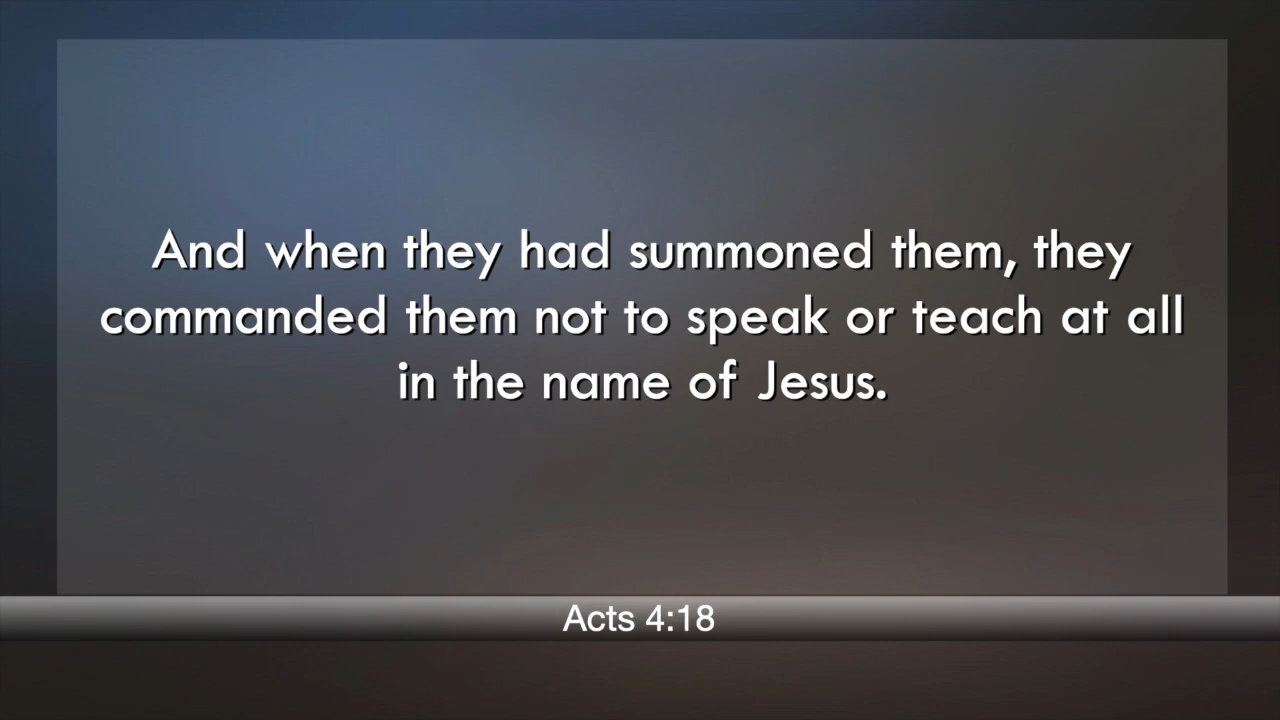 And when they had summoned them, they
commanded them not to speak or teach at all
in the name of Jesus.
Acts 4:18